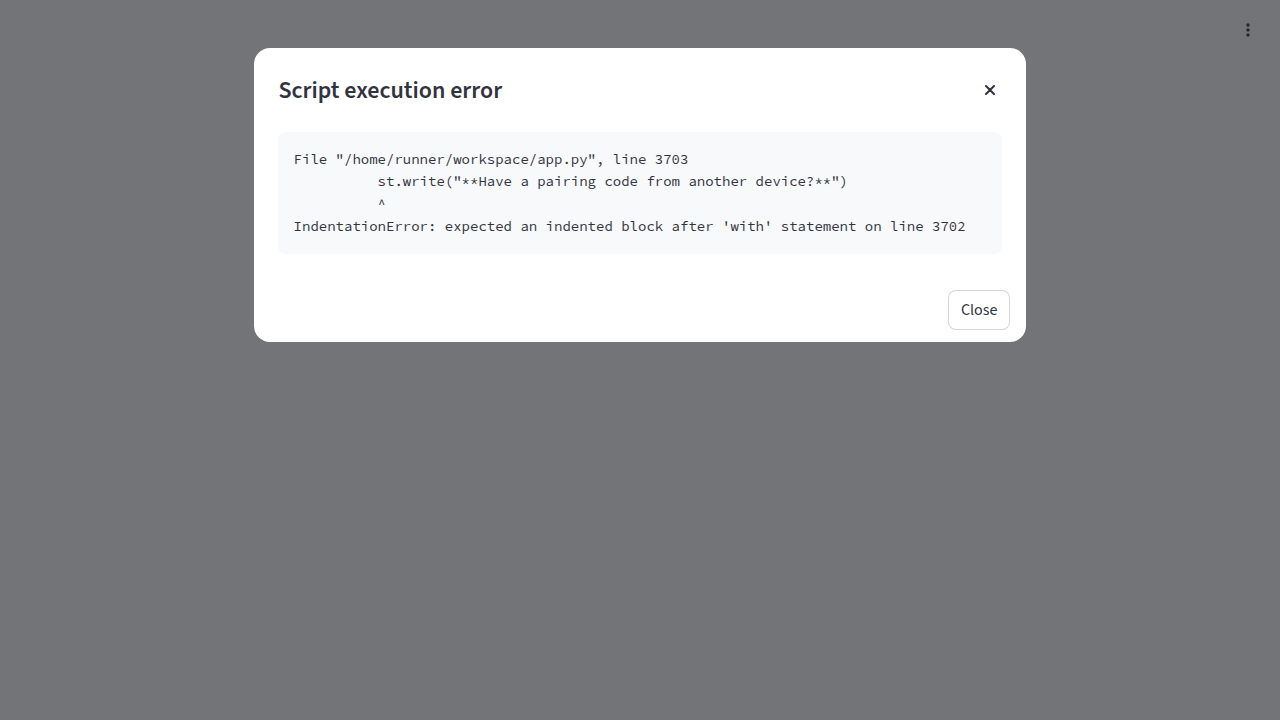 Script execution error
File "/home/runner/workspace/app.py", line 3703
          st.write("**Have a pairing code from another device?**")
          ^
IndentationError: expected an indented block after 'with' statement on line 3702
Close